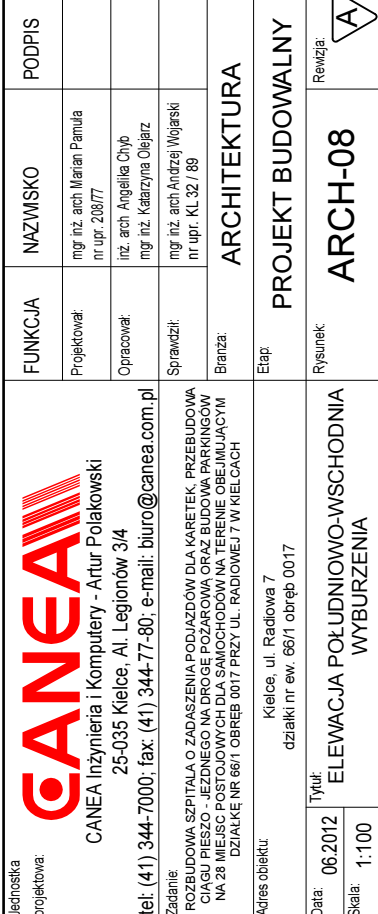 Jednostka
projektowa:
CANEA
CANEA Inżynieria i Komputery - Artur Polakowski
25-035 Kielce, Al. Legionów 3/4
tel: (41) 344-7000; fax: (41) 344-77-80; e-mail: biuro@canea.com.pl
FUNKCJA NAZWISKO PODPIS
Projektował: mgr inż. arch Marian Pamuła
nr upr. 208/77
Opracował: inż. arch Angelika Chyb
mgr inż. Katarzyna Olejarz
Sprawdził: mgr inż. arch Andrzej Wojarski
nr upr. KL 32 / 89
Zadanie:
ROZBUDOWA SZPITALA O ZADASZENIA PODJAZDÓW DLA KARETEK, PRZEBUDOWA
CIĄGU PIESZO - JEZDNEGO NA DROGĘ POŻAROWĄ ORAZ BUDOWA PARKINGÓW
NA 28 MIEJSC POSTOJOWYCH DLA SAMOCHODÓW NA TERENIE OBEJMUJĄCYM
DZIAŁKĘ NR 66/1 OBRĘB 0017 PRZY UL. RADIOWEJ 7 W KIELCACH
Branża:
ARCHITEKTURA
Adres obiektu:
Kielce, ul. Radiowa 7
działki nr ew. 66/1 obręb 0017
Etap:
PROJEKT BUDOWALNY
Data: 06.2012
Skala: 1:100
Tytuł:
ELEWACJA POŁUDNIOWO-WSCHODNIA
WYBURZENIA
Rysunek:
ARCH-08
Rewizja:
A